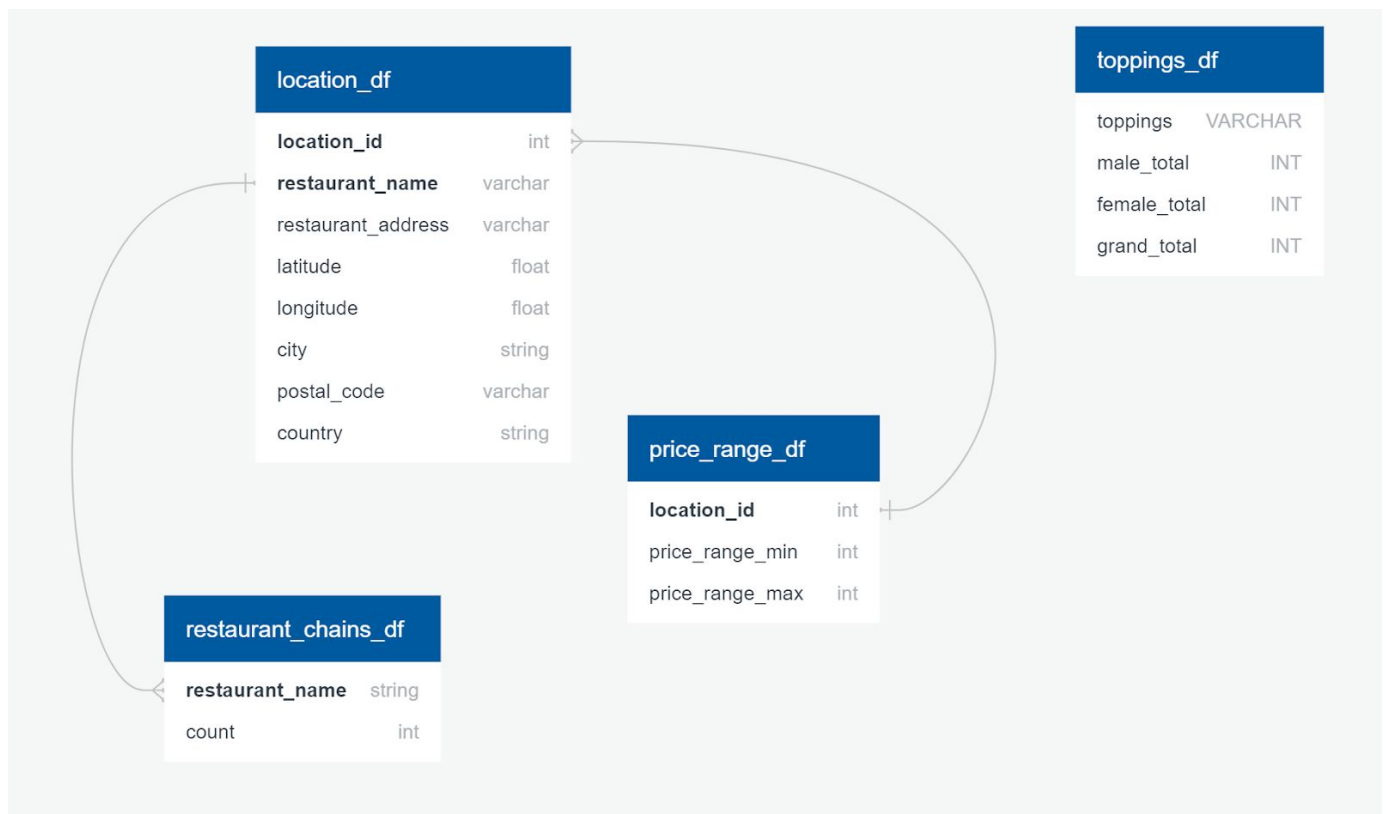 location_df
location_id int
restaurant_name varchar
restaurant_address varchar
latitude float
longitude float
city string
postal_code varchar
country string
toppings_df
toppings VARCHAR
male_total INT
female_total INT
grand_total INT
price_range_df
location_id int
price_range_min int
price_range_max int
restaurant_chains_df
restaurant_name string
count int